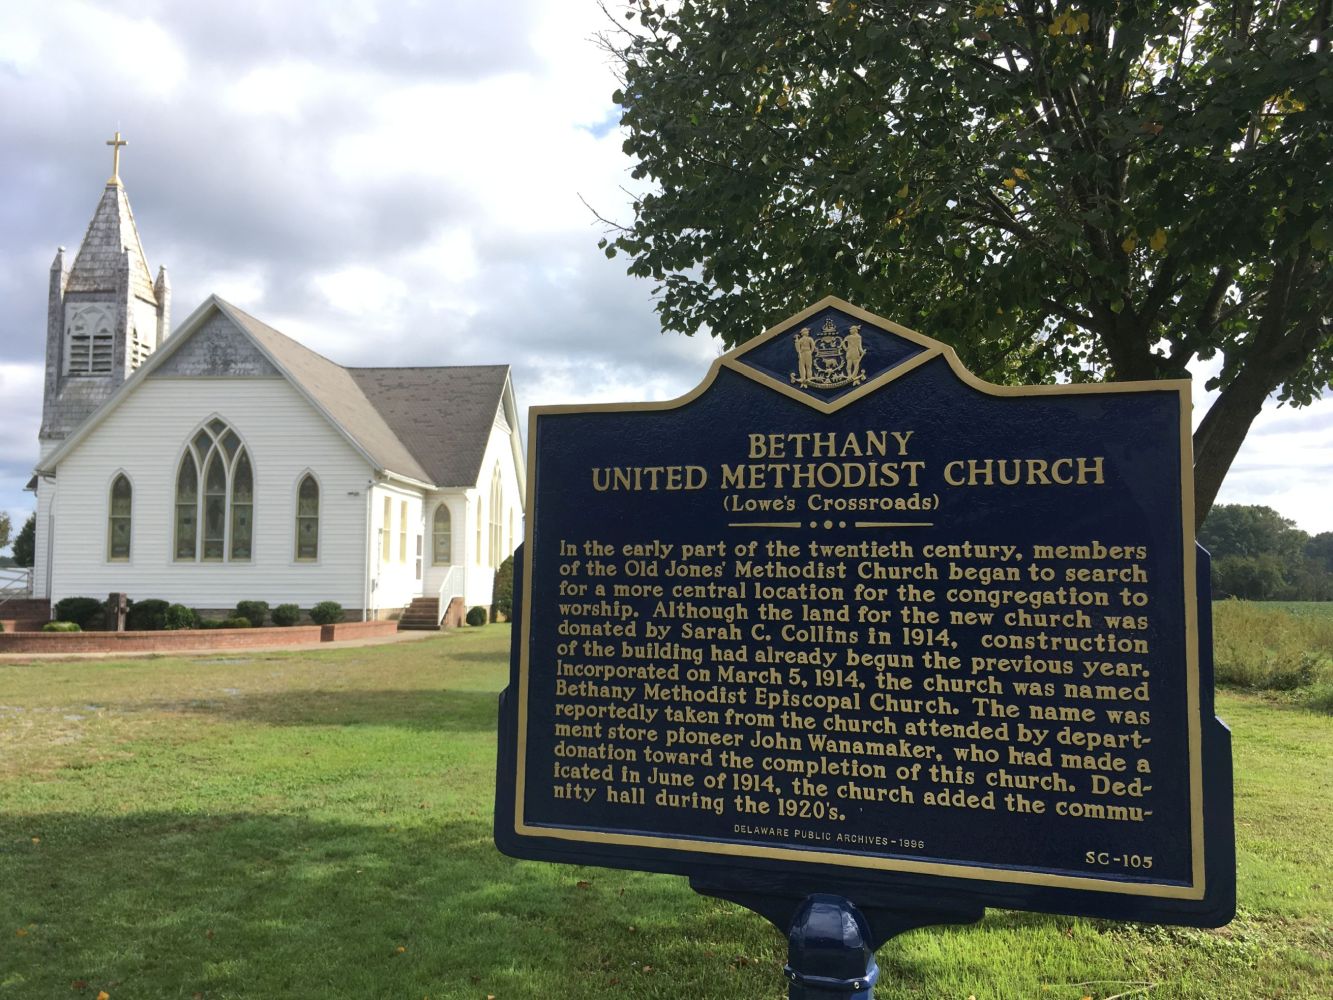 BETHANY
UNITED METHODIST CHURCH
(LOWE'S CROSSROADS)
In the early part of the twentieth century, members
of the Old Jones' Methodist Church began to search
for a more central location for the congregation to
worship. Although the land for the new church was
donated by Sarah C. Collins in 1914, construction
of the building had already begun the previous year.
Incorporated on March 5, 1914, the church was named
Bethany Methodist Episcopal Church. The name was
reportedly taken from the church attended by depart-
ment store pioneer John Wanamaker, who had made a
donation toward the completion of this church. Ded-
icated in June of 1914, the church added the commu-
nity hall during the 1920's.
DELAWARE PUBLIC ARCHIVES-1996
SC-105